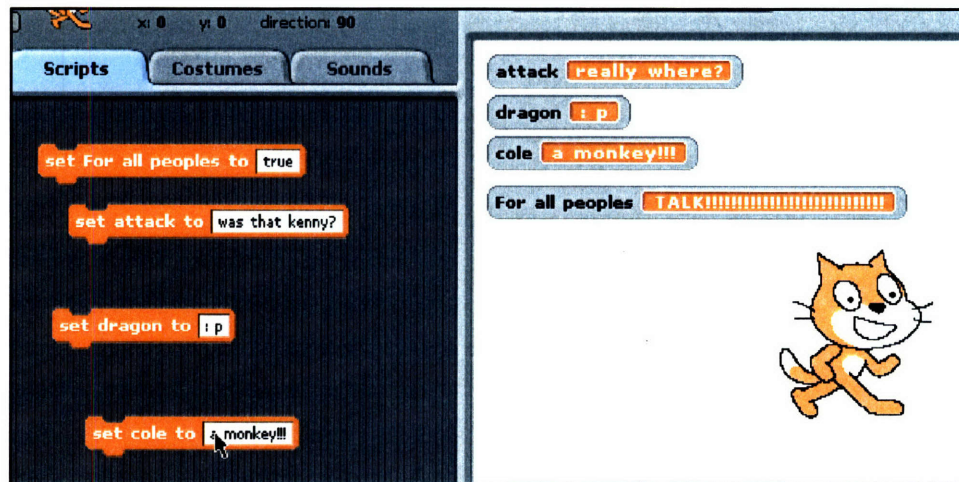 x: 0 y: 0 direction: 90
Scripts Costumes Sounds
set For all peoples to true
set attack to was that kenny?
set dragon to : p
set cole to a monkey!!!
attack really where?
dragon : p
cole a monkey!!!
For all peoples TALK!!!!!!!!!!!!!!!!!!!!!!!!!!!!!